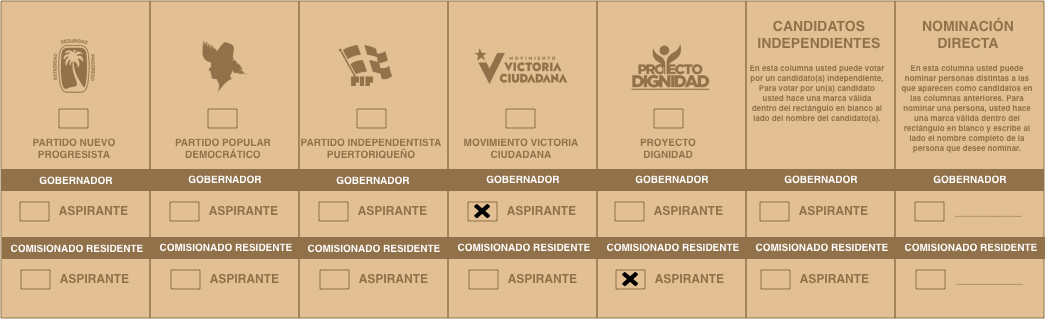 SEGURIDAD
ESTADIDAD
PROGRESO
PIP
MOVIMIENTO
VICTORIA
CIUDADANA
PROYECTO
DIGNIDAD
PARTIDO NUEVO
PROGRESISTA
PARTIDO POPULAR
DEMOCRÁTICO
PARTIDO INDEPENDENTISTA
PUERTORIQUEÑO
MOVIMIENTO VICTORIA
CIUDADANA
PROYECTO
DIGNIDAD
CANDIDATOS
INDEPENDIENTES
En esta columna usted puede votar
por un candidato(a) independiente,
Para votar por un(a) candidato
usted hace una marca válida
dentro del rectángulo en blanco al
lado del nombre del candidato(a).
NOMINACIÓN
DIRECTA
En esta columna usted puede
nominar personas distintas a las
que aparecen como candidatos en
las columnas anteriores. Para
nominar una persona, usted hace
una marca válida dentro del
rectángulo en blanco y escribe al
lado el nombre completo de la
persona que desee nominar.
GOBERNADOR GOBERNADOR GOBERNADOR GOBERNADOR GOBERNADOR GOBERNADOR GOBERNADOR
ASPIRANTE ASPIRANTE ASPIRANTE ASPIRANTE ASPIRANTE ASPIRANTE
COMISIONADO RESIDENTE COMISIONADO RESIDENTE COMISIONADO RESIDENTE COMISIONADO RESIDENTE COMISIONADO RESIDENTE COMISIONADO RESIDENTE COMISIONADO RESIDENTE
ASPIRANTE ASPIRANTE ASPIRANTE ASPIRANTE ASPIRANTE ASPIRANTE